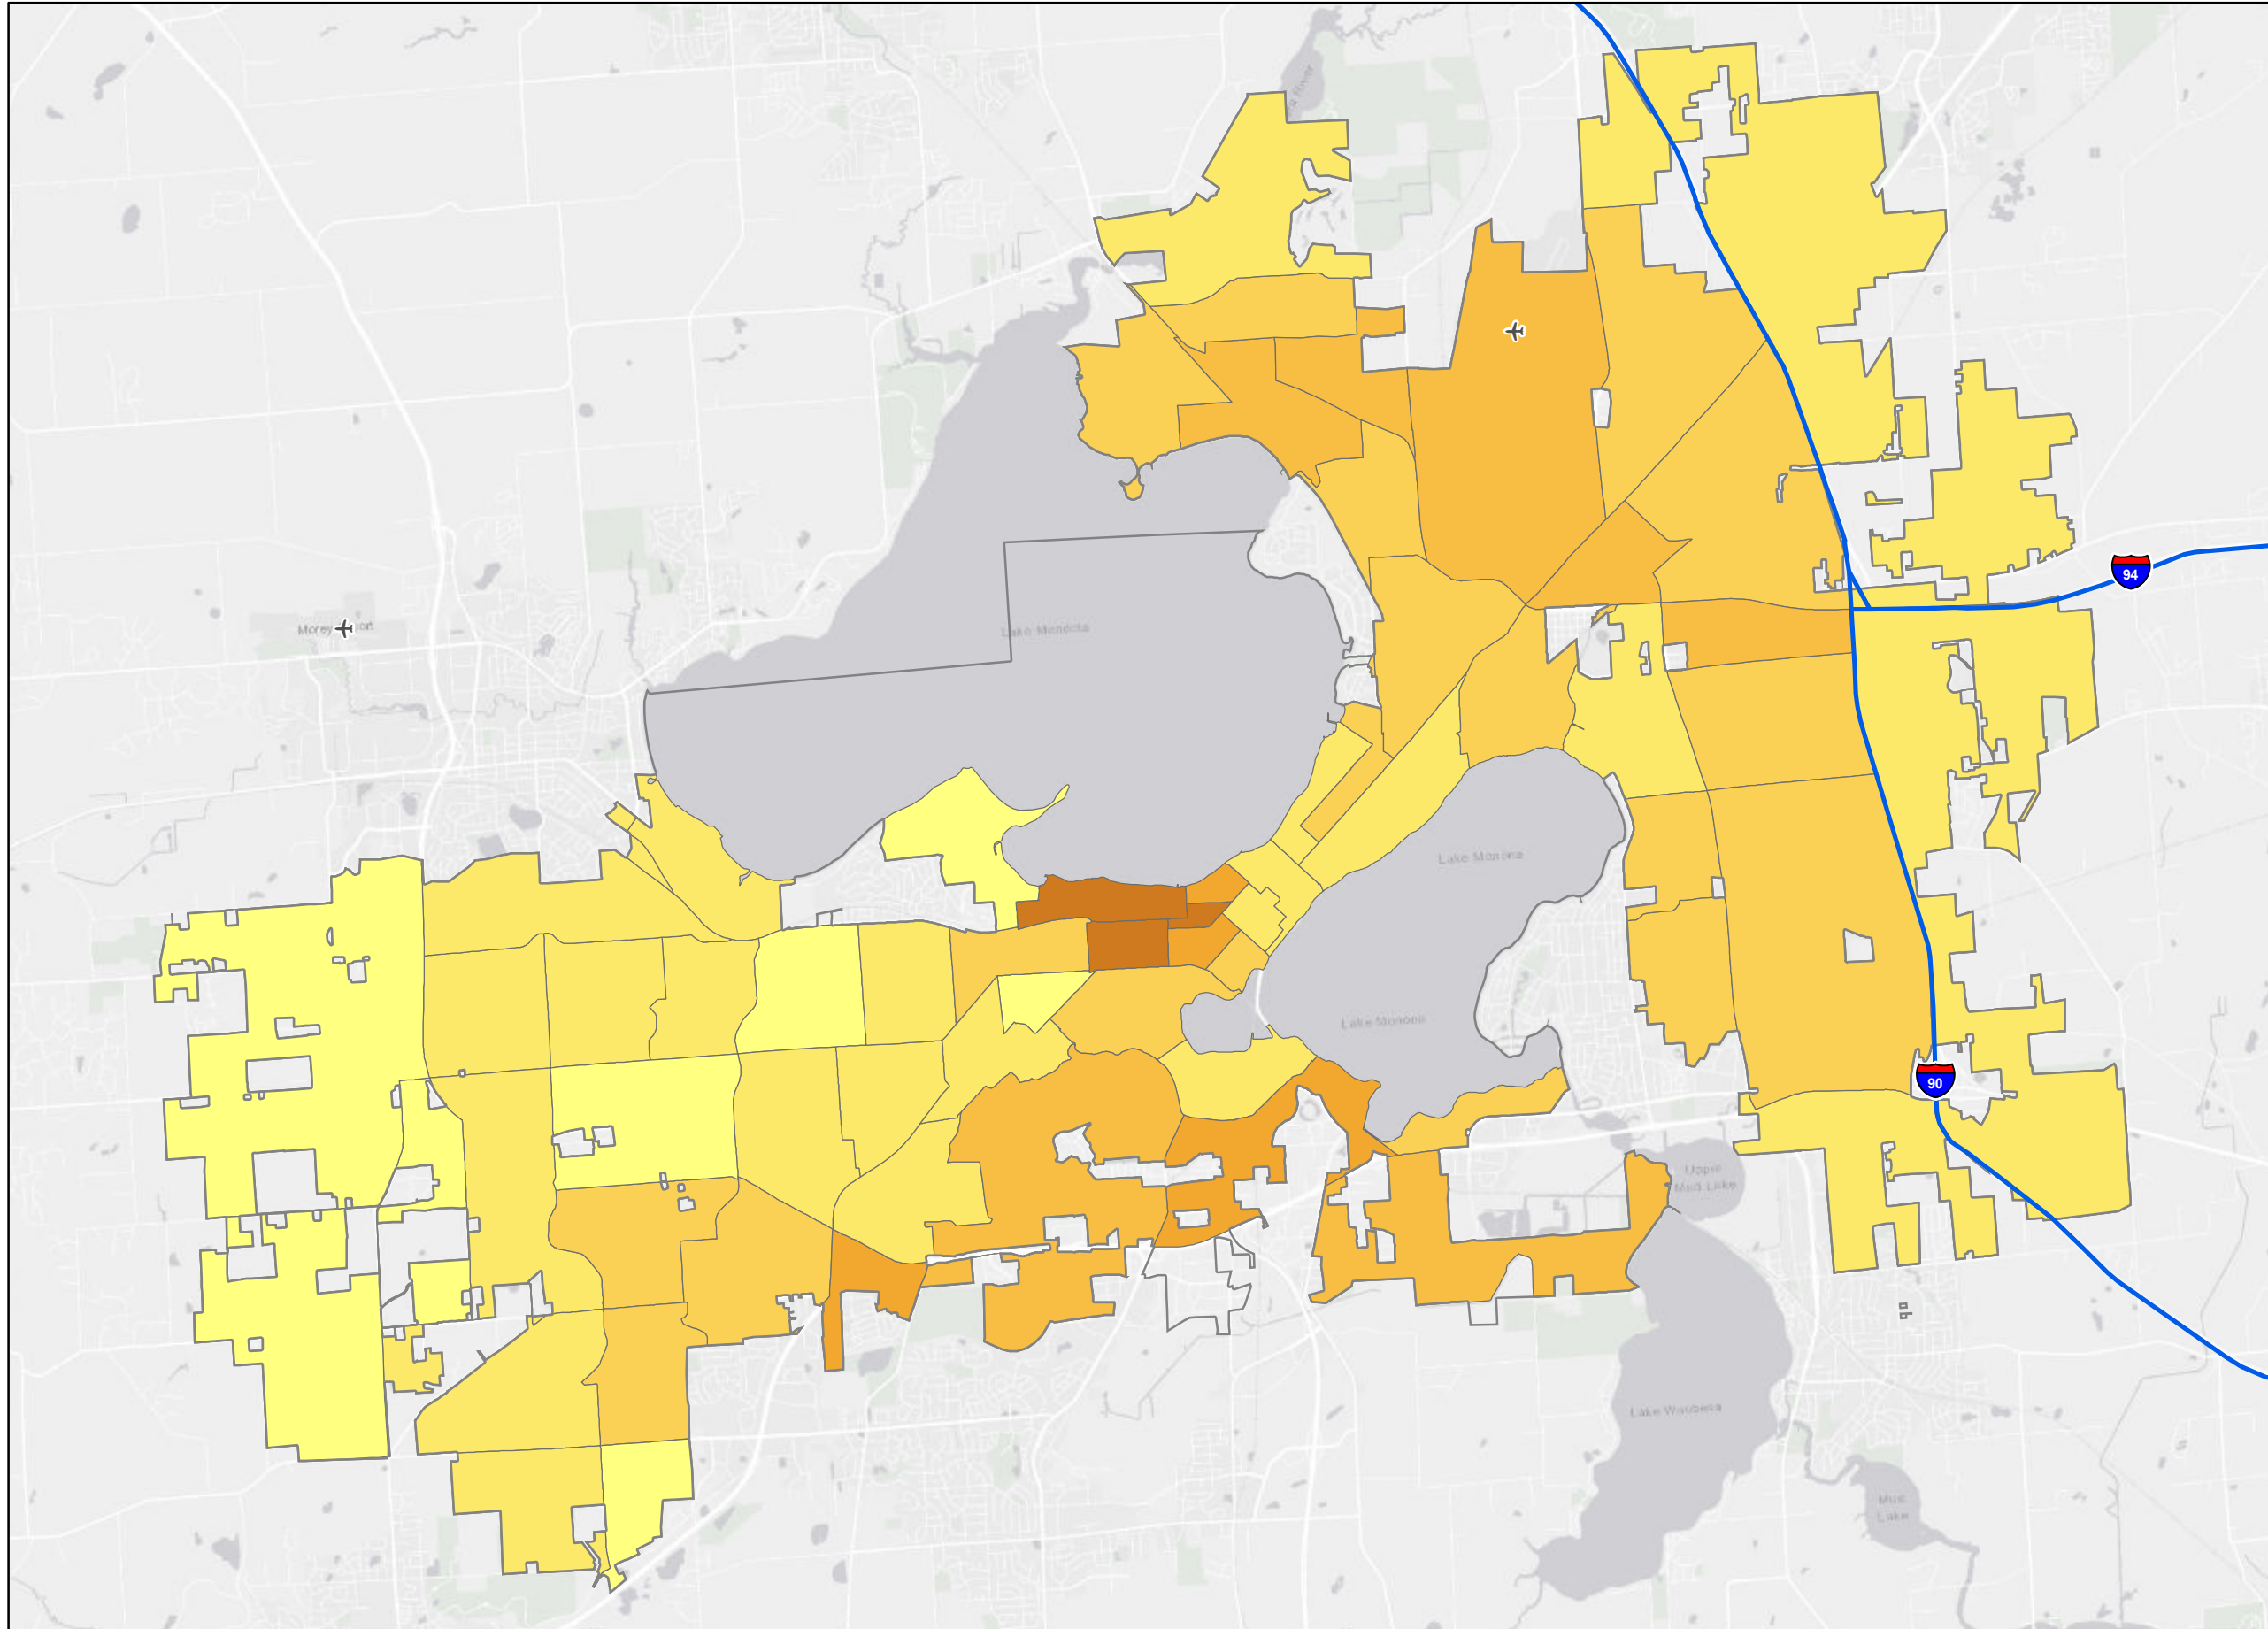 94
Lake Mendota
Lake Monona
Lake Monona
90
Upper
Mud Lake
Lake Waubesa
Mud
Lake